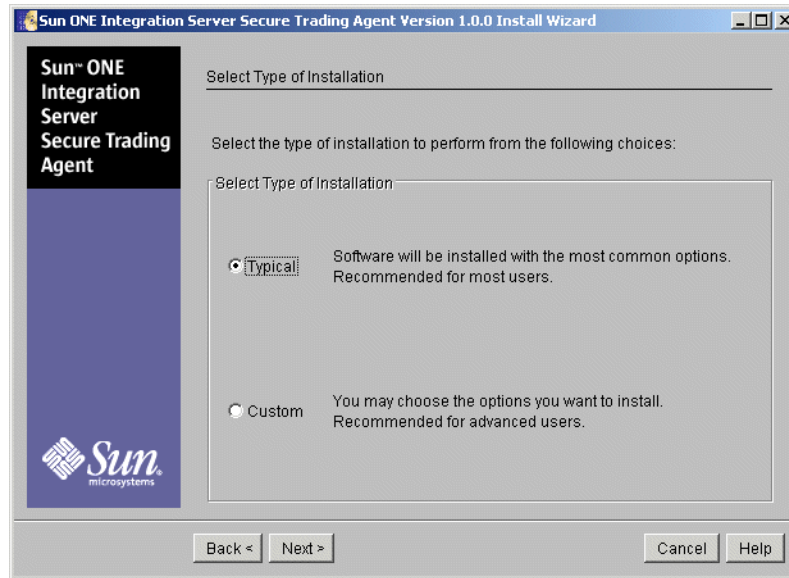 Sun ONE Integration Server Secure Trading Agent Version 1.0.0 Install Wizard
Sun™ ONE
Integration
Server
Secure Trading
Agent
Select Type of Installation
Select the type of installation to perform from the following choices:
Select Type of Installation
Typical
Software will be installed with the most common options.
Recommended for most users.
Custom
You may choose the options you want to install.
Recommended for advanced users.
Sun.
microsystems
Back <
Next >
Cancel
Help